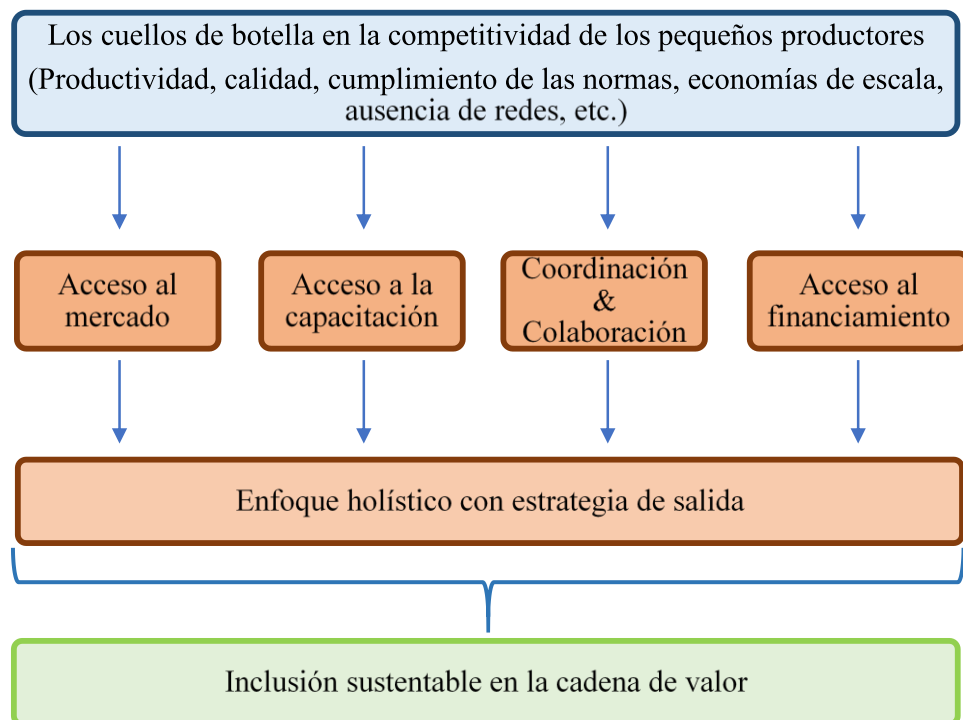 Los cuellos de botella en la competitividad de los pequeños productores
(Productividad, calidad, cumplimiento de las normas, economías de escala,
ausencia de redes, etc.)
Acceso al
mercado
Acceso a la
capacitación
Coordinación
&
Colaboración
Acceso al
financiamiento
Enfoque holístico con estrategia de salida
Inclusión sustentable en la cadena de valor